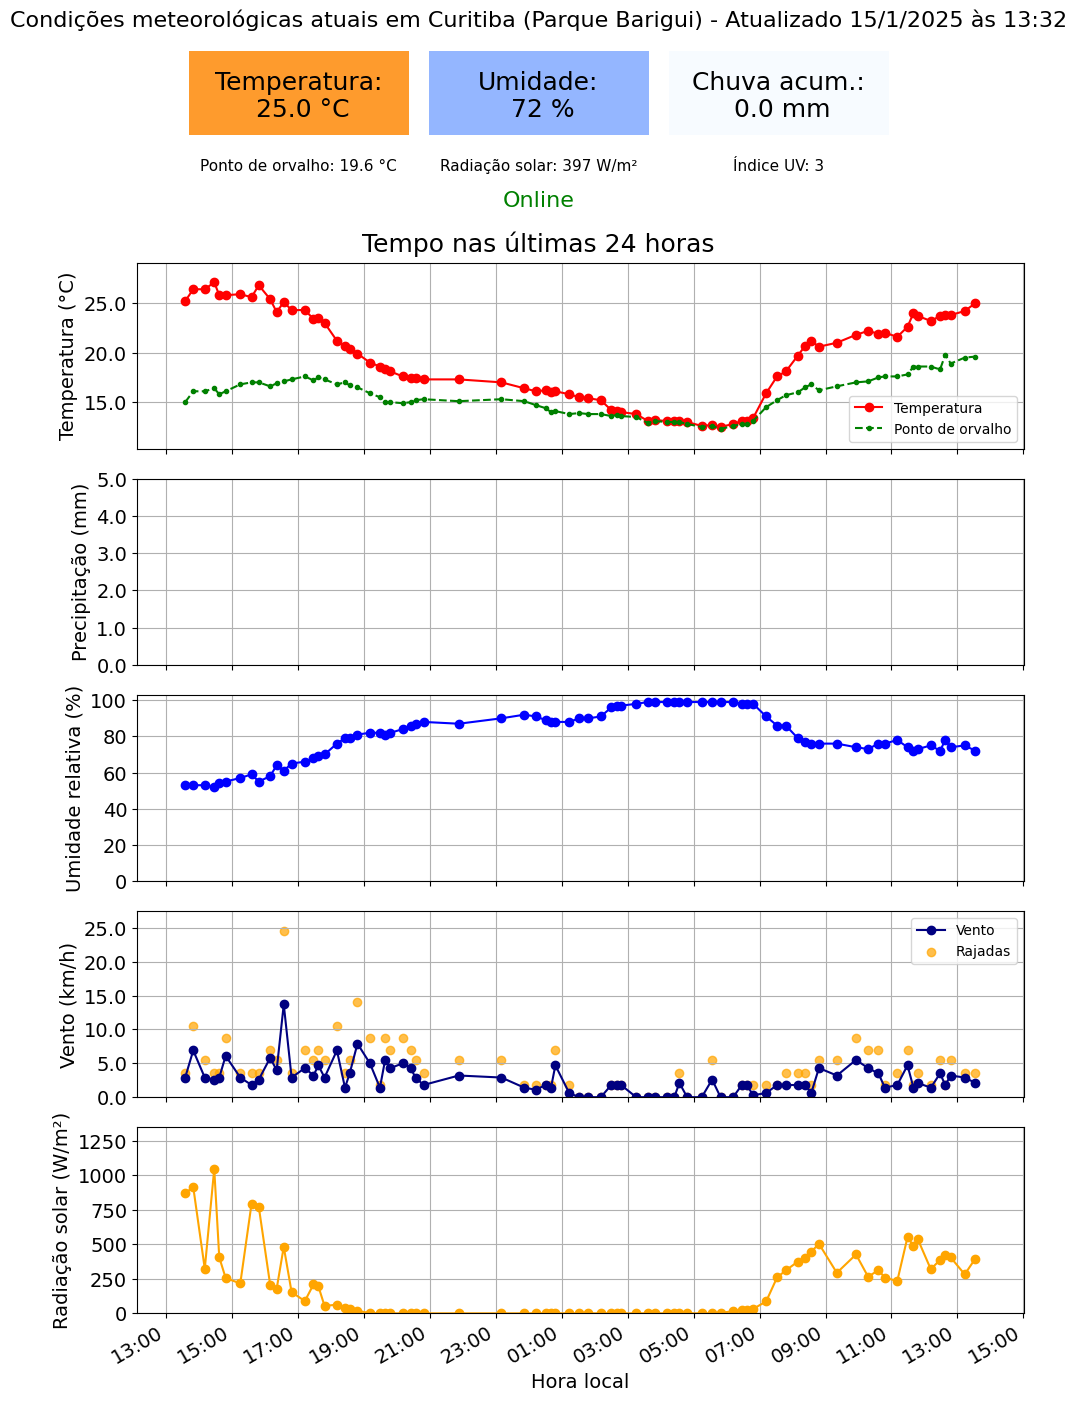 Condições meteorológicas atuais em Curitiba (Parque Barigui) - Atualizado 15/1/2025 às 13:32
Temperatura:
25.0 °C
Umidade:
72 %
Chuva acum.:
0.0 mm
Ponto de orvalho: 19.6 °C
Radiação solar: 397 W/m²
Índice UV: 3
Online
Tempo nas últimas 24 horas
Temperatura (°C)
25.0
20.0
15.0
Temperatura
Ponto de orvalho
Precipitação (mm)
5.0
4.0
3.0
2.0
1.0
0.0
Umidade relativa (%)
100
80
60
40
20
0
Vento (km/h)
25.0
20.0
15.0
10.0
5.0
0.0
Vento
Rajadas
Radiação solar (W/m²)
1250
1000
750
500
250
0
13:00
15:00
17:00
19:00
21:00
23:00
01:00
03:00
05:00
07:00
09:00
11:00
13:00
15:00
Hora local